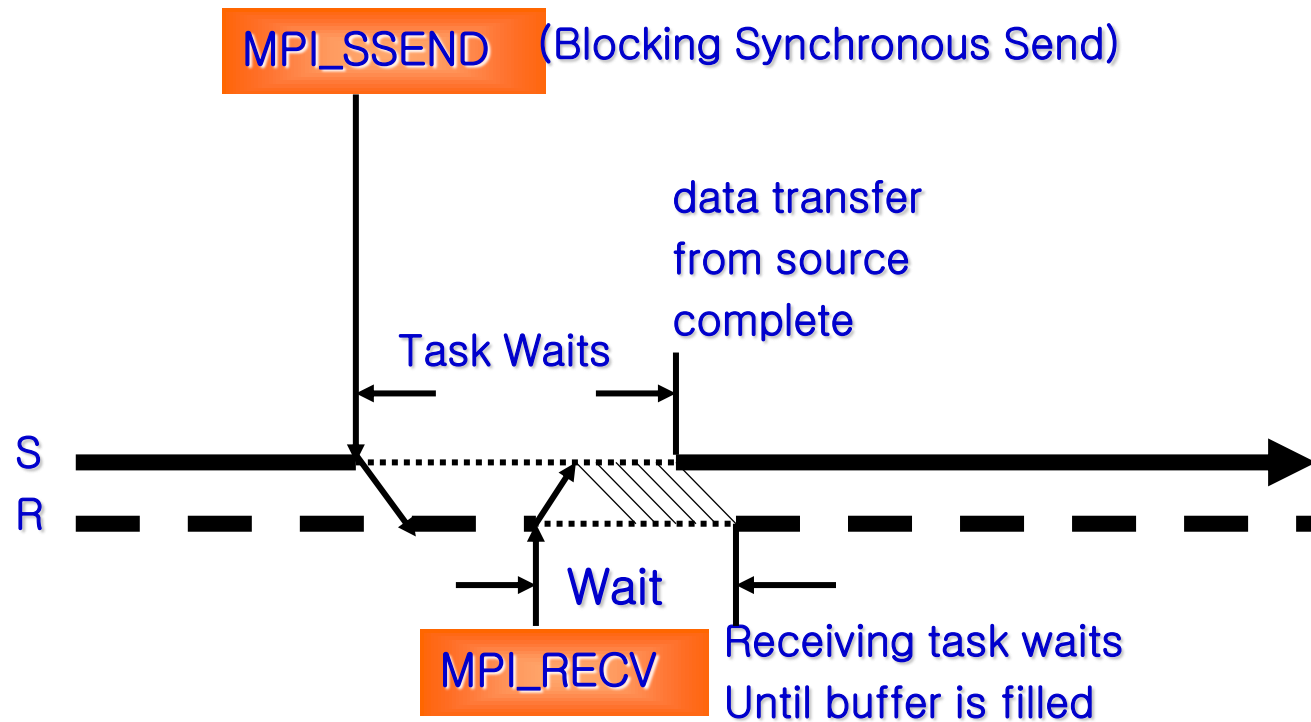 MPI_SSEND (Blocking Synchronous Send)
data transfer
from source
complete
Task Waits
S
R
Wait
MPI_RECV
Receiving task waits
Until buffer is filled